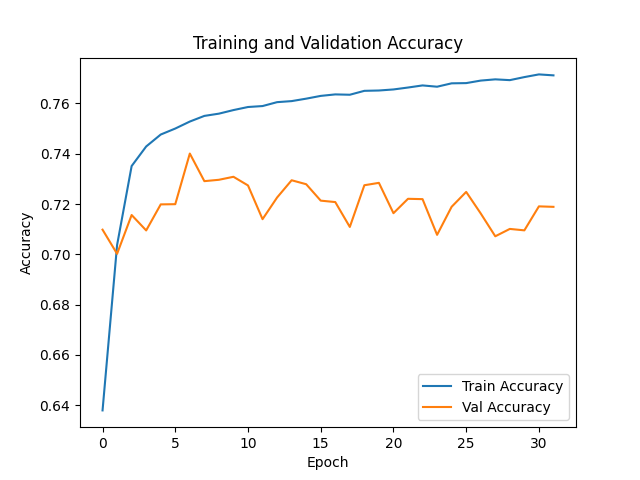 Training and Validation Accuracy
0.76
0.74
0.72
0.70
0.68
0.66
0.64
Accuracy
Train Accuracy
Val Accuracy
0 5 10 15 20 25 30
Epoch